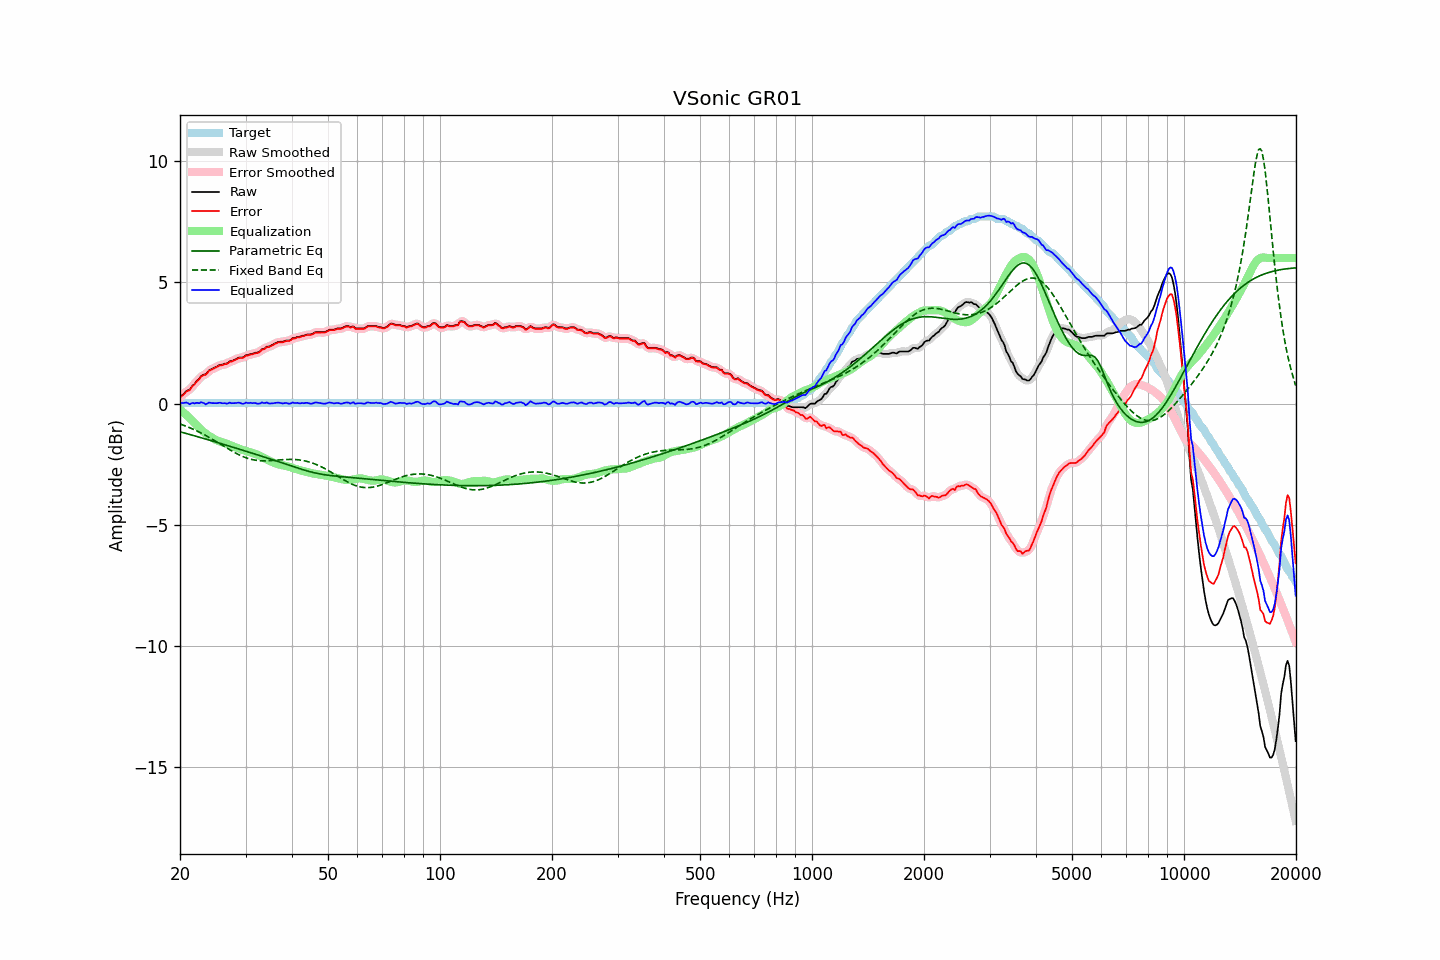 VSonic GR01
Target
Raw Smoothed
Error Smoothed
Raw
Error
Equalization
Parametric Eq
Fixed Band Eq
Equalized
10
5
0
−5
−10
−15
Amplitude (dBr)
20
50
100
200
500
1000
2000
5000
10000
20000
Frequency (Hz)